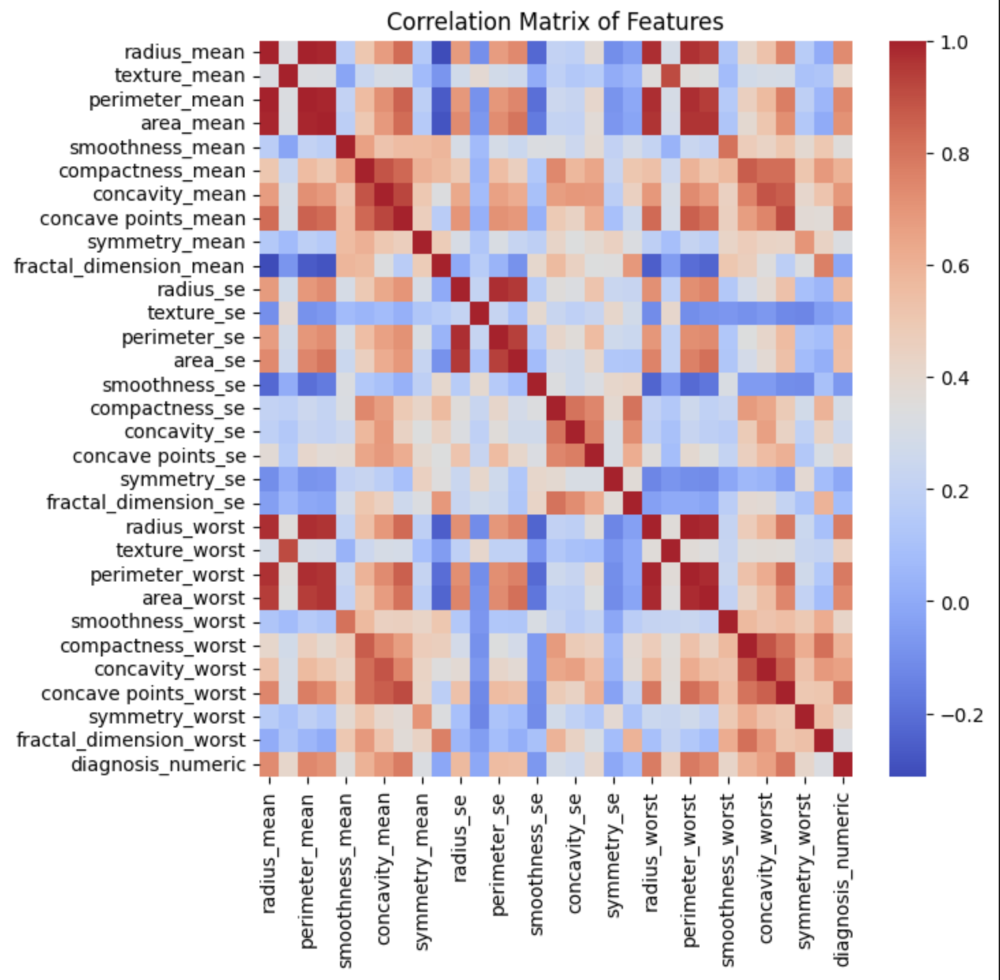 Correlation Matrix of Features
radius_mean
texture_mean
perimeter_mean
area_mean
smoothness_mean
compactness_mean
concavity_mean
concave points_mean
symmetry_mean
fractal_dimension_mean
radius_se
texture_se
perimeter_se
area_se
smoothness_se
compactness_se
concavity_se
concave points_se
symmetry_se
fractal_dimension_se
radius_worst
texture_worst
perimeter_worst
area_worst
smoothness_worst
compactness_worst
concavity_worst
concave points_worst
symmetry_worst
fractal_dimension_worst
diagnosis_numeric
radius_mean
perimeter_mean
smoothness_mean
concavity_mean
symmetry_mean
radius_se
perimeter_se
smoothness_se
concavity_se
symmetry_se
radius_worst
perimeter_worst
smoothness_worst
concavity_worst
symmetry_worst
diagnosis_numeric
1.0
0.8
0.6
0.4
0.2
0.0
−0.2